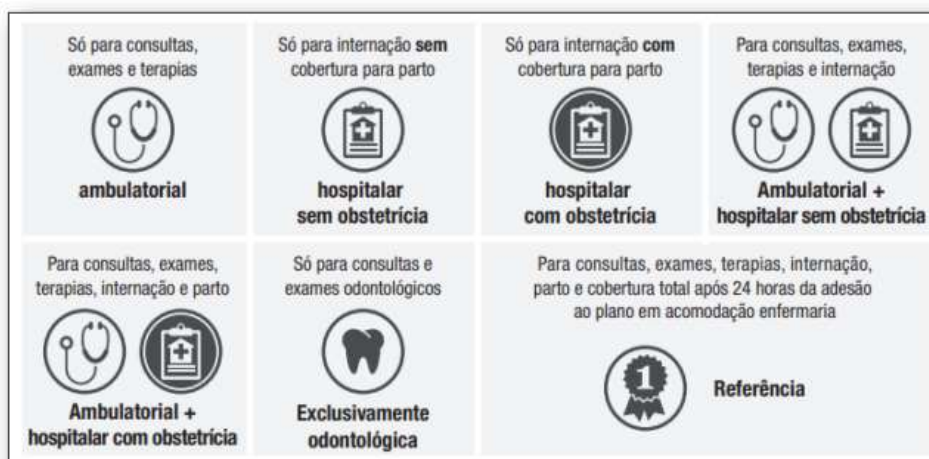 Só para consultas,
exames e terapias
ambulatorial
Só para internação sem
cobertura para parto
hospitalar
sem obstetrícia
Só para internação com
cobertura para parto
hospitalar
com obstetrícia
Para consultas, exames,
terapias e internação
Ambulatorial +
hospitalar sem obstetrícia
Para consultas, exames,
terapias, internação e parto
Ambulatorial +
hospitalar com obstetrícia
Só para consultas e
exames odontológicos
Exclusivamente
odontológica
Para consultas, exames, terapias, internação,
parto e cobertura total após 24 horas da adesão
ao plano em acomodação enfermaria
1
Referência